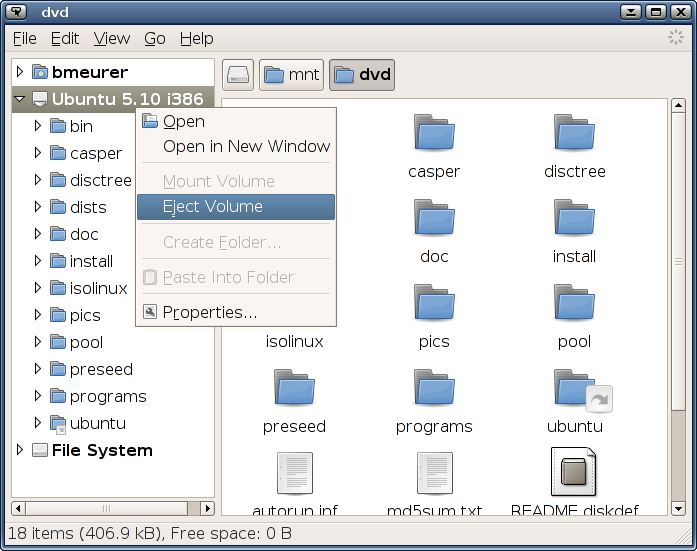 dvd
File Edit View Go Help
bmeurer
Ubuntu 5.10 i386
bin
casper
disctree
dists
doc
install
isolinux
pics
pool
preseed
programs
ubuntu
File System
Open
Open in New Window
Mount Volume
Eject Volume
Create Folder...
Paste Into Folder
Properties...
mnt dvd
casper disctree
doc install
isolinux pics pool
preseed programs ubuntu
autorun.inf md5sum.txt README.diskdef
18 items (406.9 kB), Free space: 0 B